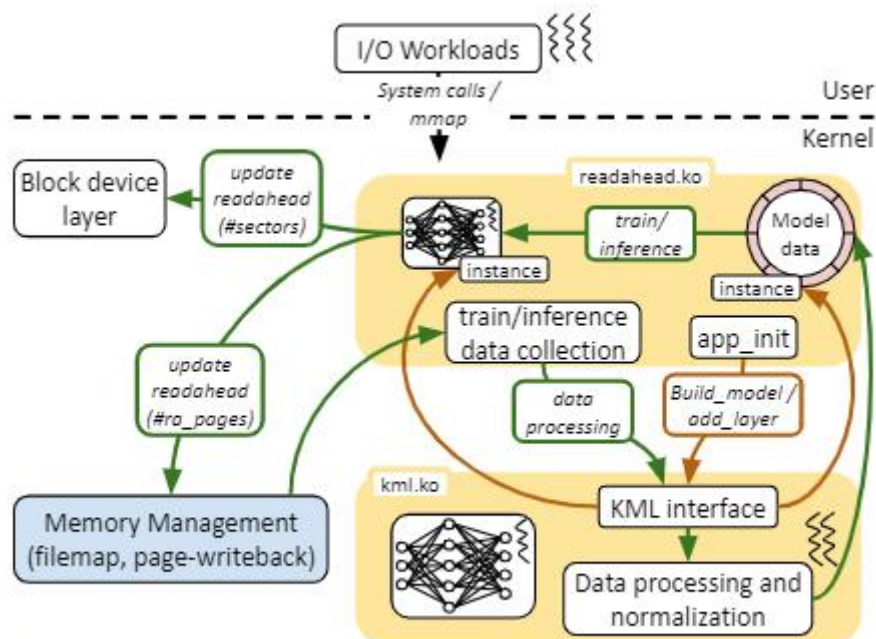 I/O Workloads
System calls /
mmap
User
Kernel
Block device
layer
update
readahead
(#sectors)
readahead.ko
train/
inference
Model
data
instance
instance
train/inference
data collection
app_init
update
readahead
(#ra_pages)
data
processing
Build_model /
add_layer
kml.ko
KML interface
Memory Management
(filemap, page-writeback)
Data processing and
normalization